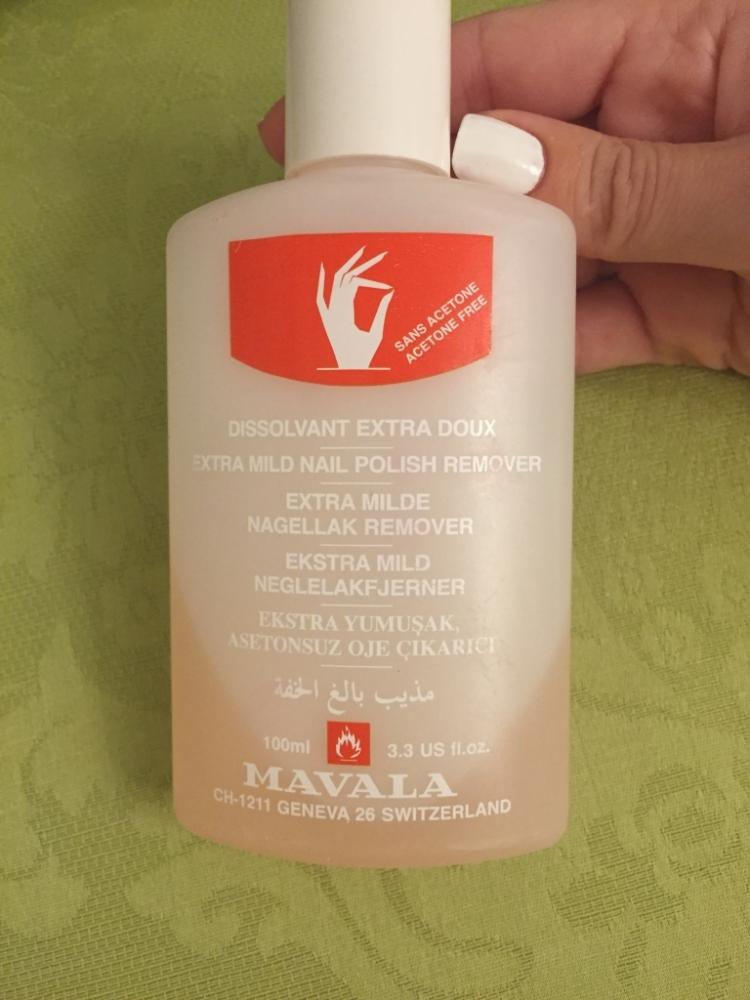 SANS ACETONE
ACETONE FREE
DISSOLVANT EXTRA DOUX
EXTRA MILD NAIL POLISH REMOVER
EXTRA MILDE
NAGELLAK REMOVER
EKSTRA MILD
NEGLELAKFJERNER
EKSTRA YUMUŞAK,
ASETONSUZ OJE ÇIKARICI
مذيب بالغ الخفة
100ml 3.3 US fl.oz.
MAVALA
CH-1211 GENEVA 26 SWITZERLAND